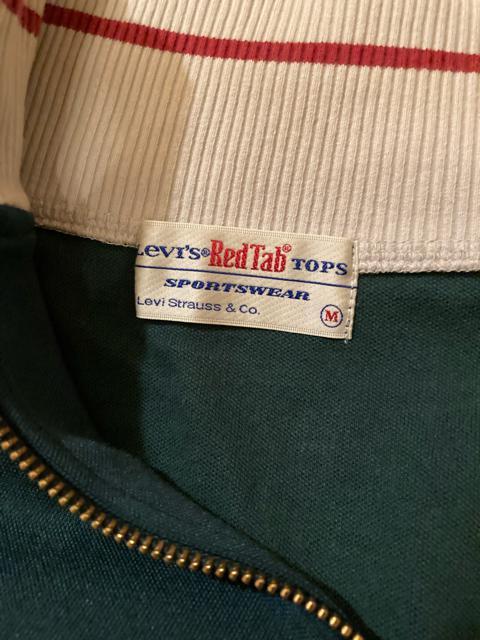 Levi's® Red Tab® TOPS
SPORTSWEAR
Levi Strauss & Co.
M